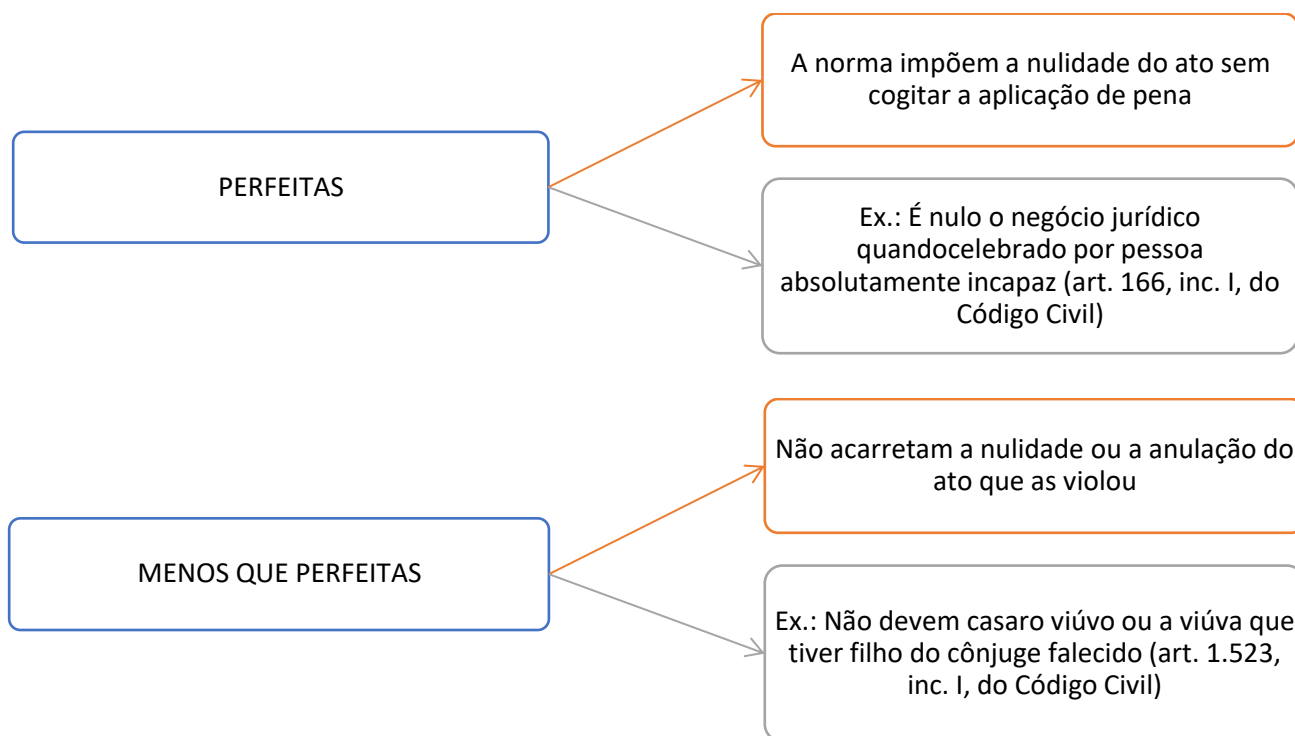 PERFEITAS
A norma impõem a nulidade do ato sem
cogitar a aplicação de pena
Ex.: É nulo o negócio jurídico
quandocelebrado por pessoa
absolutamente incapaz (art. 166, inc. I, do
Código Civil)
MENOS QUE PERFEITAS
Não acarretam a nulidade ou a anulação do
ato que as violou
Ex.: Não devem casaro viúvo ou a viúva que
tiver filho do cônjuge falecido (art. 1.523,
inc. I, do Código Civil)